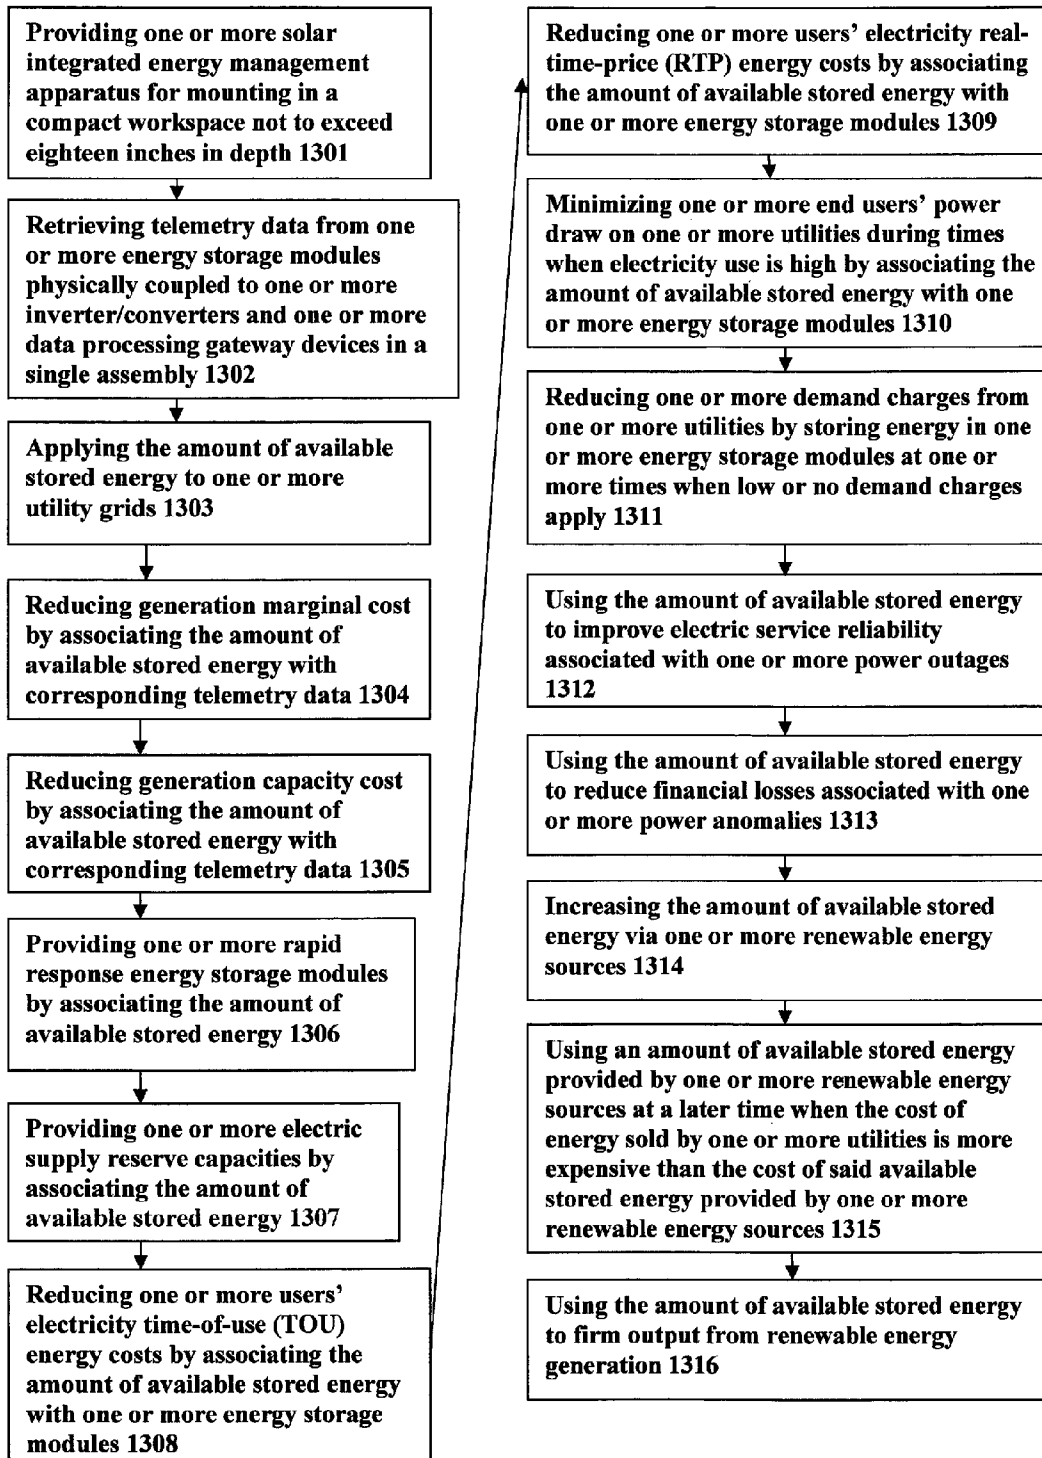 Providing one or more solar
integrated energy management
apparatus for mounting in a
compact workspace not to exceed
eighteen inches in depth 1301
Retrieving telemetry data from one
or more energy storage modules
physically coupled to one or more
inverter/converters and one or more
data processing gateway devices in a
single assembly 1302
Applying the amount of available
stored energy to one or more
utility grids 1303
Reducing generation marginal cost
by associating the amount of
available stored energy with
corresponding telemetry data 1304
Reducing generation capacity cost
by associating the amount of
available stored energy with
corresponding telemetry data 1305
Providing one or more rapid
response energy storage modules
by associating the amount of
available stored energy 1306
Providing one or more electric
supply reserve capacities by
associating the amount of
available stored energy 1307
Reducing one or more users'
electricity time-of-use (TOU)
energy costs by associating the
amount of available stored energy
with one or more energy storage
modules 1308
Reducing one or more users' electricity real-
time-price (RTP) energy costs by associating
the amount of available stored energy with
one or more energy storage modules 1309
Minimizing one or more end users' power
draw on one or more utilities during times
when electricity use is high by associating the
amount of available stored energy with one
or more energy storage modules 1310
Reducing one or more demand charges from
one or more utilities by storing energy in one
or more energy storage modules at one or
more times when low or no demand charges
apply 1311
Using the amount of available stored energy
to improve electric service reliability
associated with one or more power outages
1312
Using the amount of available stored energy
to reduce financial losses associated with one
or more power anomalies 1313
Increasing the amount of available stored
energy via one or more renewable energy
sources 1314
Using an amount of available stored energy
provided by one or more renewable energy
sources at a later time when the cost of
energy sold by one or more utilities is more
expensive than the cost of said available
stored energy provided by one or more
renewable energy sources 1315
Using the amount of available stored energy
to firm output from renewable energy
generation 1316